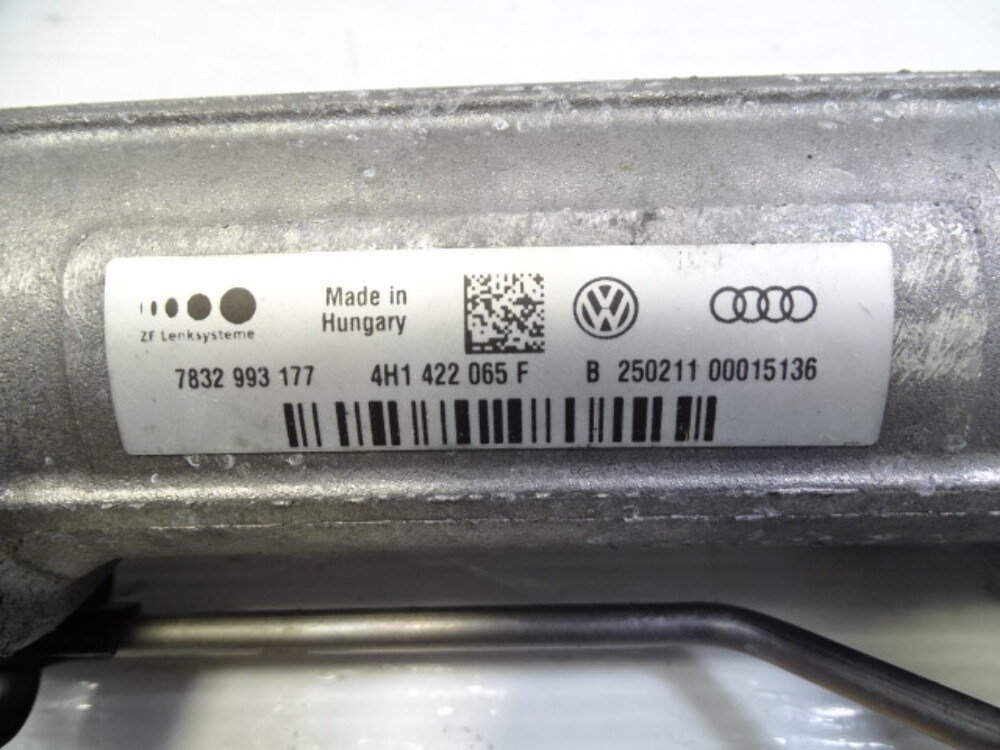 ZF Lenksysteme
Made in
Hungary
7832 993 177 4H1 422 065 F B 250211 00015136